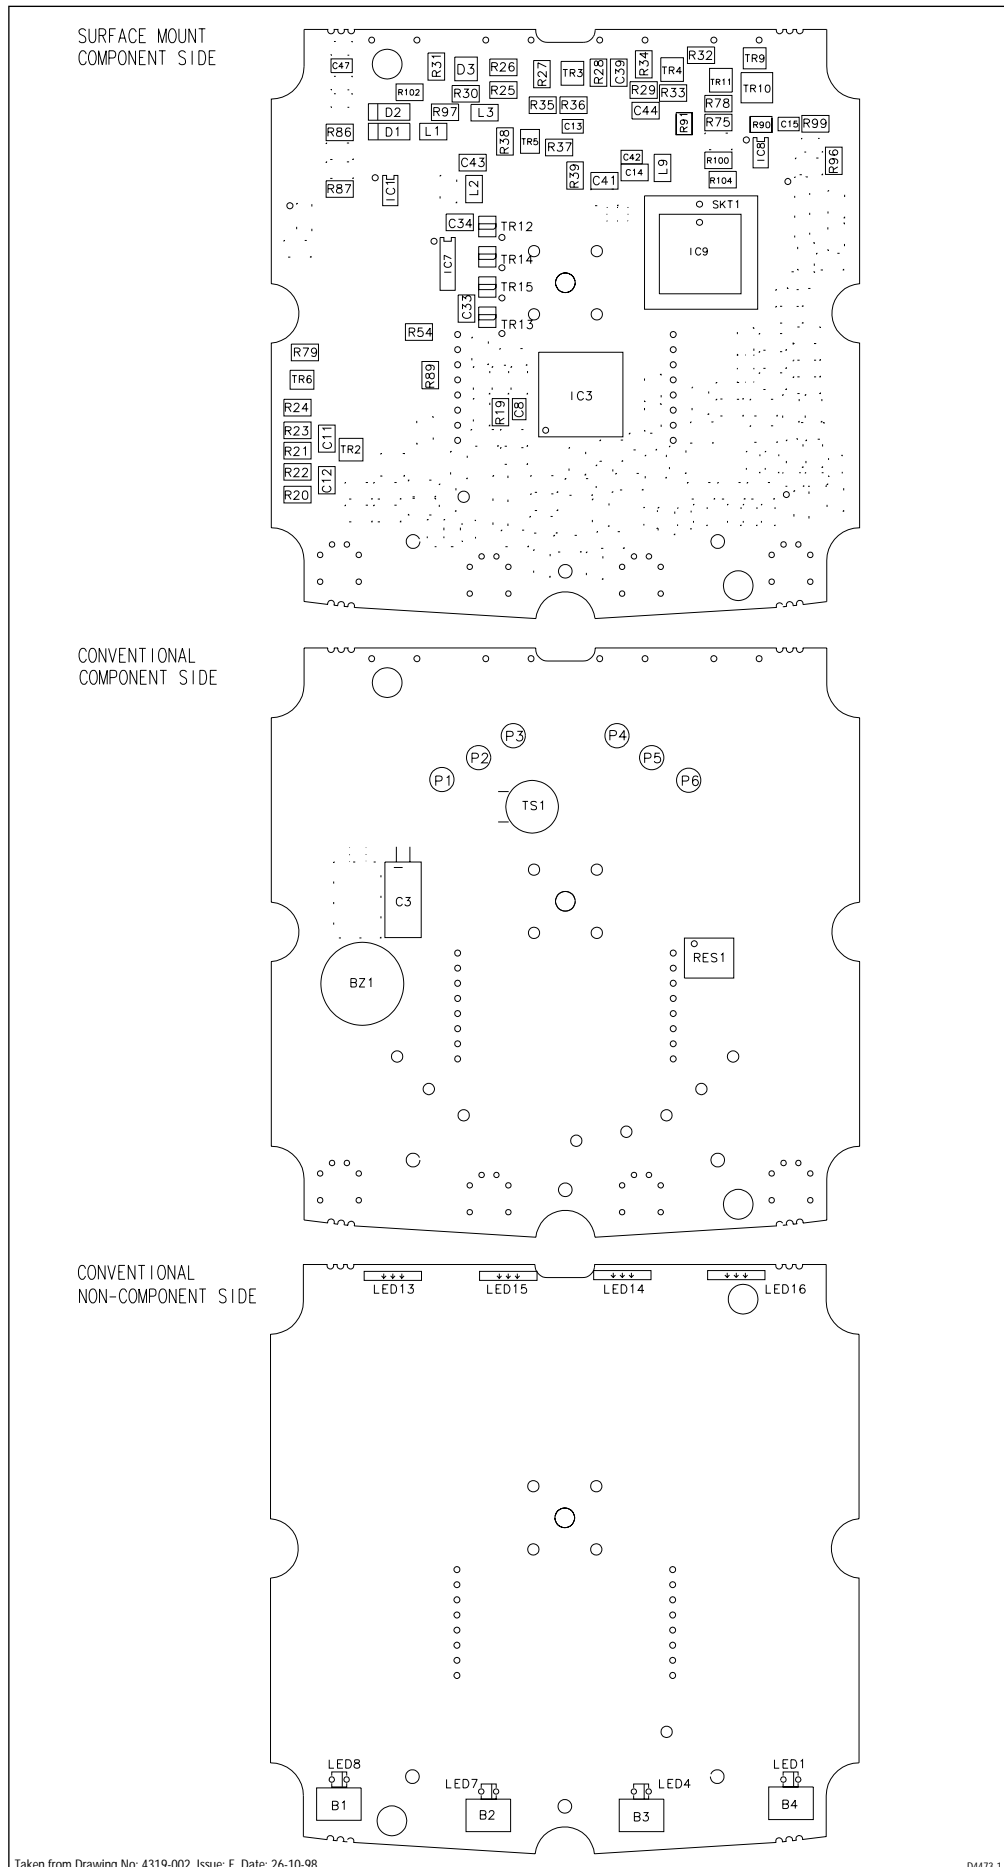 SURFACE MOUNT
COMPONENT SIDE
C47
R31
D3
R26
R27
TR3
R28
C39
R34
TR4
R32
TR9
R102
R30
R25
R29
R33
TR11
TR10
D2
R97
L3
R35
R36
C44
R78
R86
D1
L1
R38
TR5
C13
R91
R75
R90
C15
R99
R37
C43
C42
R100
IC8
R96
R87
IC1
L2
R39
C41
C14
L9
R104
C34
TR12
SKT1
IC7
TR14
IC9
TR15
C33
TR13
R54
R79
TR6
R89
IC3
R24
R19
C8
R23
C11
R21
TR2
R22
C12
R20
CONVENTIONAL
COMPONENT SIDE
P3
P4
P2
P5
P1
P6
TS1
C3
RES1
BZ1
CONVENTIONAL
NON-COMPONENT SIDE
LED13
LED15
LED14
LED16
LED8
LED7
LED4
LED1
B1
B2
B3
B4
Taken from Drawing No: 4319-002, Issue: F, Date: 26-10-98
D4473-1